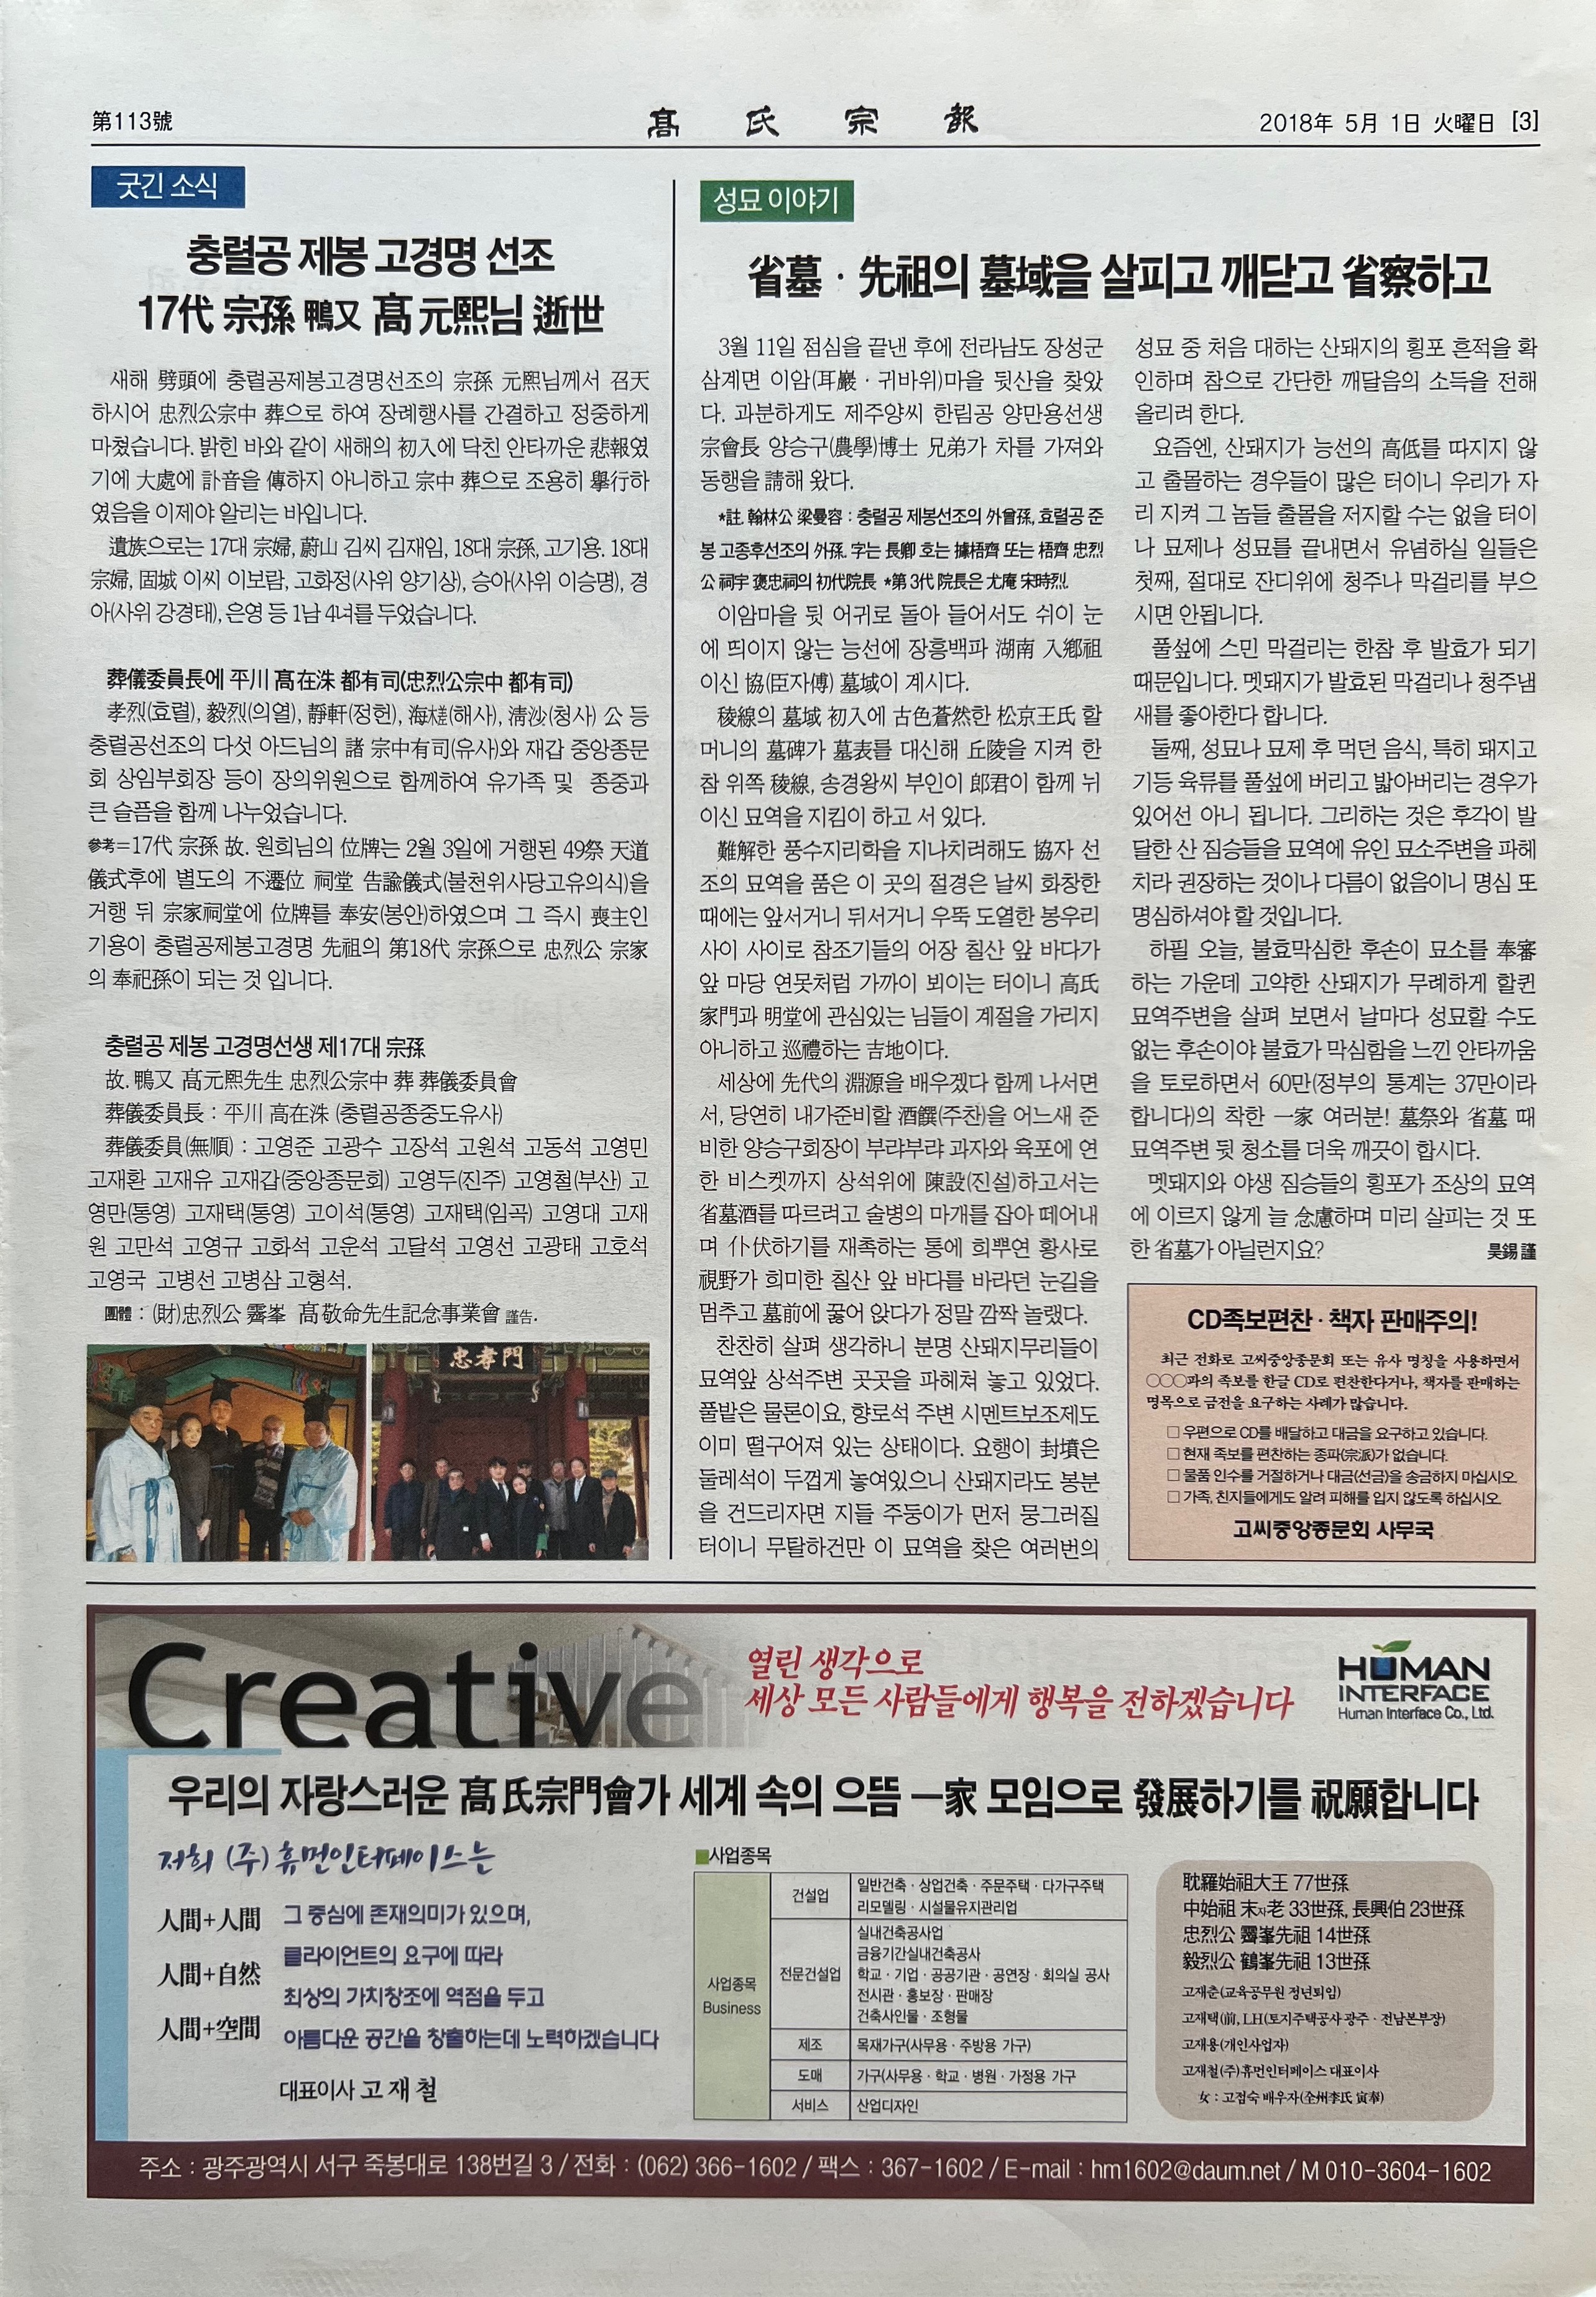 第113號
髙氏宗報
2018年 5月 1日 火曜日 [3]
굿긴 소식
충렬공 제봉 고경명 선조
17代 宗孫 鴨又 髙元熙님 逝世
새해 劈頭에 충렬공제봉고경명선조의 宗孫 元熙님께서 召天
하시어 忠烈公宗中 葬으로 하여 장례행사를 간결하고 정중하게
마쳤습니다. 밝힌 바와 같이 새해의 初入에 닥친 안타까운 悲報였
기에 大處에 訃音을 傳하지 아니하고 宗中 葬으로 조용히 擧行하
였음을 이제야 알리는 바입니다.
遺族으로는 17대 宗婦, 蔚山 김씨 김재임, 18대 宗孫, 고기용. 18대
宗婦, 固城 이씨 이보람, 고화정(사위 양기상), 승아(사위 이승명), 경
아(사위 강경태), 은영 등 1남 4녀를 두었습니다.
葬儀委員長에 平川 髙在洙 都有司(忠烈公宗中 都有司)
孝烈(효렬), 毅烈(의열), 靜軒(정헌), 海槎(해사), 淸沙(청사) 公 등
충렬공선조의 다섯 아드님의 諸 宗中有司(유사)와 재갑 중앙종문
회 상임부회장 등이 장의위원으로 함께하여 유가족 및 종중과
큰 슬픔을 함께 나누었습니다.
參考=17代 宗孫 故. 원희님의 位牌는 2월 3일에 거행된 49祭 天道
儀式후에 별도의 不遷位 祠堂 告諭儀式(불천위사당고유의식)을
거행 뒤 宗家祠堂에 位牌를 奉安(봉안)하였으며 그 즉시 喪主인
기용이 충렬공제봉고경명 先祖의 第18代 宗孫으로 忠烈公 宗家
의 奉祀孫이 되는 것 입니다.
충렬공 제봉 고경명선생 제17대 宗孫
故. 鴨又 髙元熙先生 忠烈公宗中 葬 葬儀委員會
葬儀委員長 : 平川 高在洙 (충렬공종중도유사)
葬儀委員(無順) : 고영준 고광수 고장석 고원석 고동석 고영민
고재환 고재유 고재갑(중앙종문회) 고영두(진주) 고영철(부산) 고
영만(통영) 고재택(통영) 고이석(통영) 고재택(임곡) 고영대 고재
원 고만석 고영규 고화석 고운석 고달석 고영선 고광태 고호석
고영국 고병선 고병삼 고형석.
團體 : (財)忠烈公 霽峯 髙敬命先生記念事業會 謹告.
忠孝門
성묘 이야기
省墓 · 先祖의 墓域을 살피고 깨닫고 省察하고
3월 11일 점심을 끝낸 후에 전라남도 장성군
삼계면 이암(耳巖 · 귀바위)마을 뒷산을 찾았
다. 과분하게도 제주양씨 한림공 양만용선생
宗會長 양승구(農學)博士 兄弟가 차를 가져와
동행을 請해 왔다.
*註. 翰林公 梁曼容 : 충렬공 제봉선조의 外曾孫, 효렬공 준
봉 고종후선조의 外孫. 字는 長卿 호는 據梧齊 또는 梧齊 忠烈
公 祠宇 褒忠祠의 初代院長 *第 3代 院長은 尤庵 宋時烈
이암마을 뒷 어귀로 돌아 들어서도 쉬이 눈
에 띄이지 않는 능선에 장흥백파 湖南 入鄕祖
이신 協(臣자傅) 墓域이 계시다.
稜線의 墓域 初入에 古色蒼然한 松京王氏 할
머니의 墓碑가 墓表를 대신해 丘陵을 지켜 한
참 위쪽 稜線, 송경왕씨 부인이 郎君이 함께 뉘
이신 묘역을 지킴이 하고 서 있다.
難解한 풍수지리학을 지나치려해도 協자 선
조의 묘역을 품은 이 곳의 절경은 날씨 화창한
때에는 앞서거니 뒤서거니 우뚝 도열한 봉우리
사이 사이로 참조기들의 어장 칠산 앞 바다가
앞 마당 연못처럼 가까이 뵈이는 터이니 高氏
家門과 明堂에 관심있는 님들이 계절을 가리지
아니하고 巡禮하는 吉地이다.
세상에 先代의 淵源을 배우겠다 함께 나서면
서, 당연히 내가준비할 酒饌(주찬)을 어느새 준
비한 양승구회장이 부랴부랴 과자와 육포에 연
한 비스켓까지 상석위에 陳設(진설)하고서는
省墓酒를 따르려고 술병의 마개를 잡아 떼어내
며 仆伏하기를 재촉하는 통에 희뿌연 황사로
視野가 희미한 칠산 앞 바다를 바라던 눈길을
멈추고 墓前에 꿇어 앉다가 정말 깜짝 놀랬다.
찬찬히 살펴 생각하니 분명 산돼지무리들이
묘역앞 상석주변 곳곳을 파헤쳐 놓고 있었다.
풀밭은 물론이요, 향로석 주변 시멘트보조제도
이미 떨구어져 있는 상태이다. 요행이 封墳은
둘레석이 두껍게 놓여있으니 산돼지라도 봉분
을 건드리자면 지들 주둥이가 먼저 뭉그러질
터이니 무탈하건만 이 묘역을 찾은 여러번의
성묘 중 처음 대하는 산돼지의 횡포 흔적을 확
인하며 참으로 간단한 깨달음의 소득을 전해
올리려 한다.
요즘엔, 산돼지가 능선의 高低를 따지지 않
고 출몰하는 경우들이 많은 터이니 우리가 자
리 지켜 그 놈들 출몰을 저지할 수는 없을 터이
나 묘제나 성묘를 끝내면서 유념하실 일들은
첫째, 절대로 잔디위에 청주나 막걸리를 부으
시면 안됩니다.
풀섶에 스민 막걸리는 한참 후 발효가 되기
때문입니다. 멧돼지가 발효된 막걸리나 청주냄
새를 좋아한다 합니다.
둘째, 성묘나 묘제 후 먹던 음식, 특히 돼지고
기등 육류를 풀섶에 버리고 밟아버리는 경우가
있어선 아니 됩니다. 그리하는 것은 후각이 발
달한 산 짐승들을 묘역에 유인 묘소주변을 파헤
치라 권장하는 것이나 다름이 없음이니 명심 또
명심하셔야 할 것입니다.
하필 오늘, 불효막심한 후손이 묘소를 奉審
하는 가운데 고약한 산돼지가 무례하게 할퀸
묘역주변을 살펴 보면서 날마다 성묘할 수도
없는 후손이야 불효가 막심함을 느낀 안타까움
을 토로하면서 60만(정부의 통계는 37만이라
합니다)의 착한 一家 여러분! 墓祭와 省墓 때
묘역주변 뒷 청소를 더욱 깨끗이 합시다.
멧돼지와 야생 짐승들의 횡포가 조상의 묘역
에 이르지 않게 늘 念慮하며 미리 살피는 것 또
한 省墓가 아닐런지요?
昊錫 謹
CD족보편찬 · 책자 판매주의!
최근 전화로 고씨중앙종문회 또는 유사 명칭을 사용하면서
○○○파의 족보를 한글 CD로 편찬한다거나, 책자를 판매하는
명목으로 금전을 요구하는 사례가 많습니다.
□ 우편으로 CD를 배달하고 대금을 요구하고 있습니다.
□ 현재 족보를 편찬하는 종파(宗派)가 없습니다.
□ 물품 인수를 거절하거나 대금(선금)을 송금하지 마십시오.
□ 가족, 친지들에게도 알려 피해를 입지 않도록 하십시오.
고씨중앙종문회 사무국
Creative
열린 생각으로
세상 모든 사람들에게 행복을 전하겠습니다
HUMAN
INTERFACE
Human Interface Co., Ltd.
우리의 자랑스러운 髙氏宗門會가 세계 속의 으뜸 一家 모임으로 發展하기를 祝願합니다
저희 (주) 휴먼인터페이스는
人間+人間
그 중심에 존재의미가 있으며,
클라이언트의 요구에 따라
人間+自然
최상의 가치창조에 역점을 두고
人間+空間
아름다운 공간을 창출하는데 노력하겠습니다
대표이사 고 재 철
■사업종목
사업종목
Business
건설업
일반건축 · 상업건축 · 주문주택 · 다가구주택
리모델링 · 시설물유지관리업
전문건설업
실내건축공사업
금융기간실내건축공사
학교 · 기업 · 공공기관 · 공연장 · 회의실 공사
전시관 · 홍보장 · 판매장
건축사인물 · 조형물
제조
목재가구(사무용 · 주방용 가구)
도매
가구(사무용 · 학교 · 병원 · 가정용 가구
서비스
산업디자인
耽羅始祖大王 77世孫
中始祖 末자老 33世孫, 長興伯 23世孫
忠烈公 霽峯先祖 14世孫
毅烈公 鶴峯先祖 13世孫
고재춘(교육공무원 정년퇴임)
고재택(前, LH(토지주택공사 광주 · 전남본부장)
고재용(개인사업자)
고재철(주)휴먼인터페이스 대표이사
女 : 고점숙 배우자(全州李氏 寅奉)
주소 : 광주광역시 서구 죽봉대로 138번길 3 / 전화 : (062) 366-1602 / 팩스 : 367-1602 / E-mail : hm1602@daum.net / M 010-3604-1602